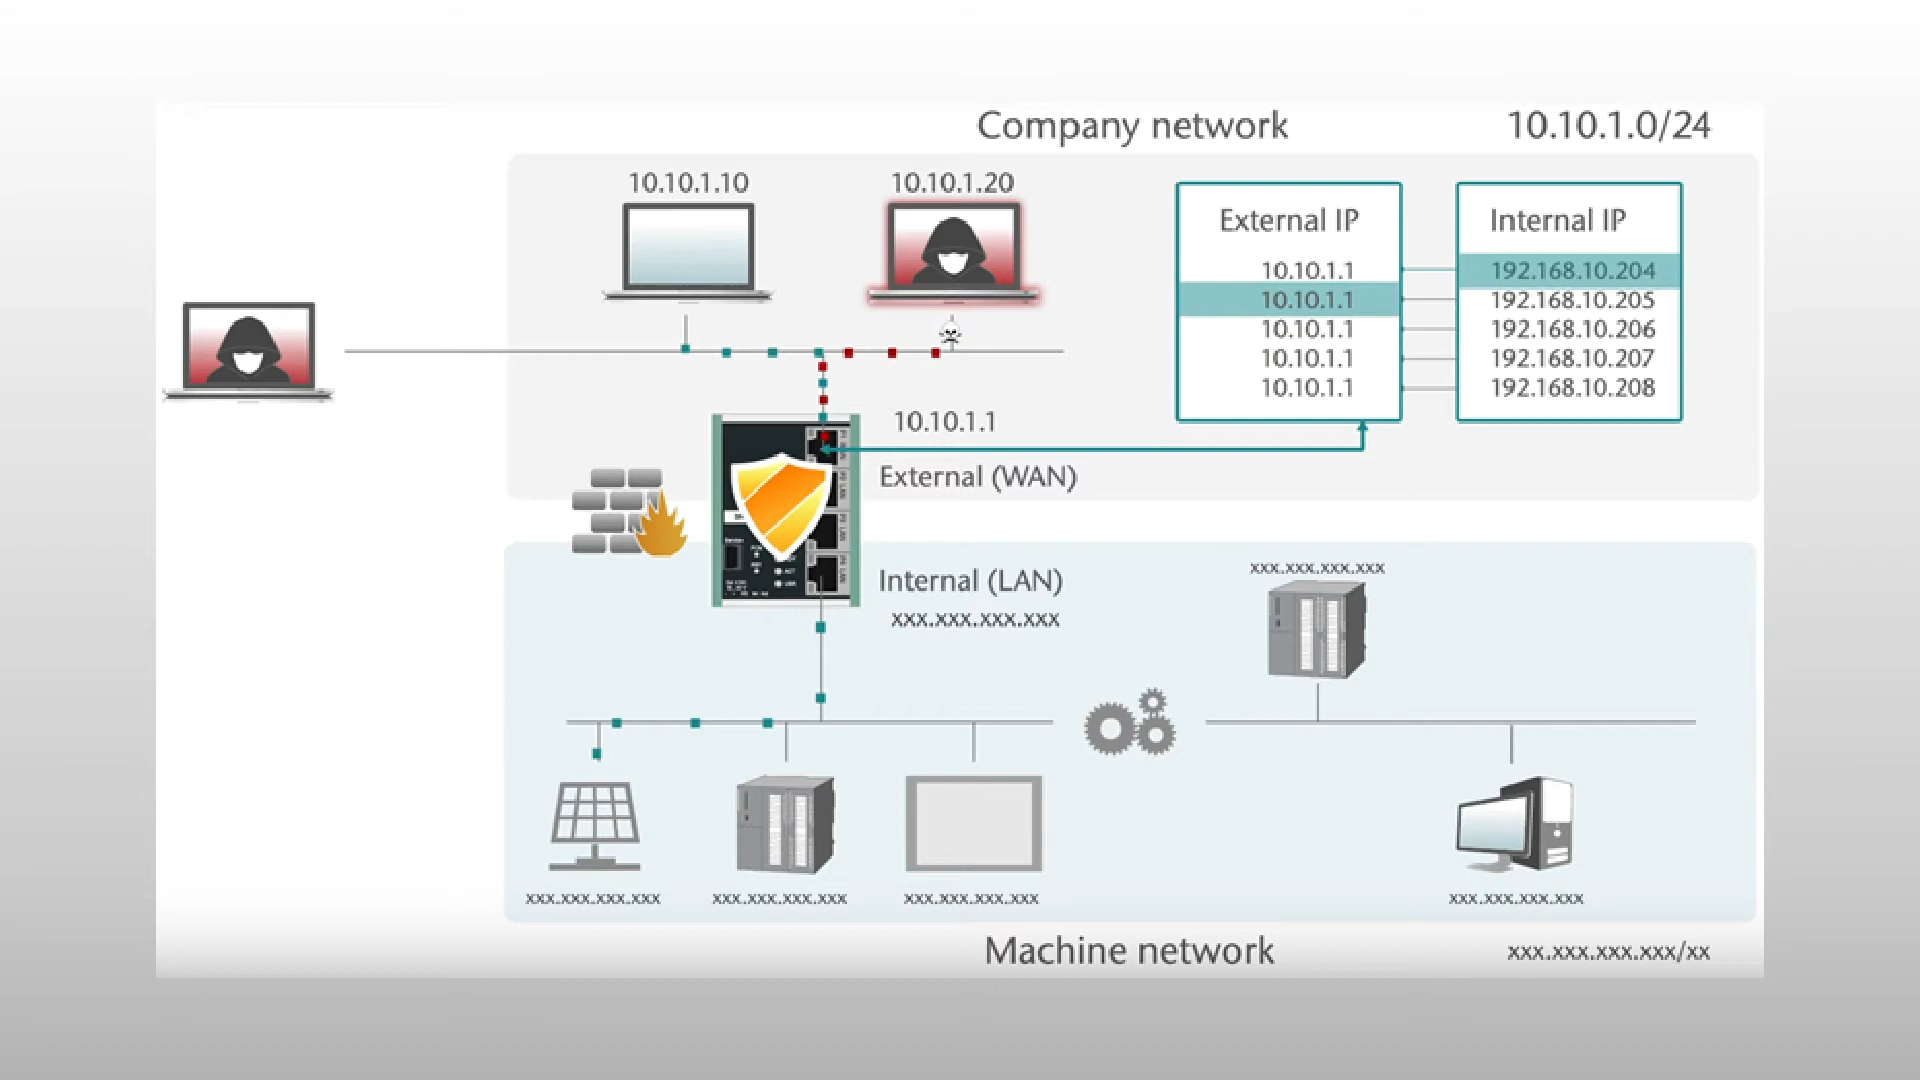 Company network
10.10.1.0/24
10.10.1.10
10.10.1.20
External IP
10.10.1.1
10.10.1.1
10.10.1.1
10.10.1.1
10.10.1.1
Internal IP
192.168.10.204
192.168.10.205
192.168.10.206
192.168.10.207
192.168.10.208
10.10.1.1
External (WAN)
Internal (LAN)
xxx.xxx.xxx.xxx
xxx.xxx.xxx.xxx
xxx.xxx.xxx.xxx
xxx.xxx.xxx.xxx
xxx.xxx.xxx.xxx
xxx.xxx.xxx.xxx
Machine network
xxx.xxx.xxx.xxx/xx